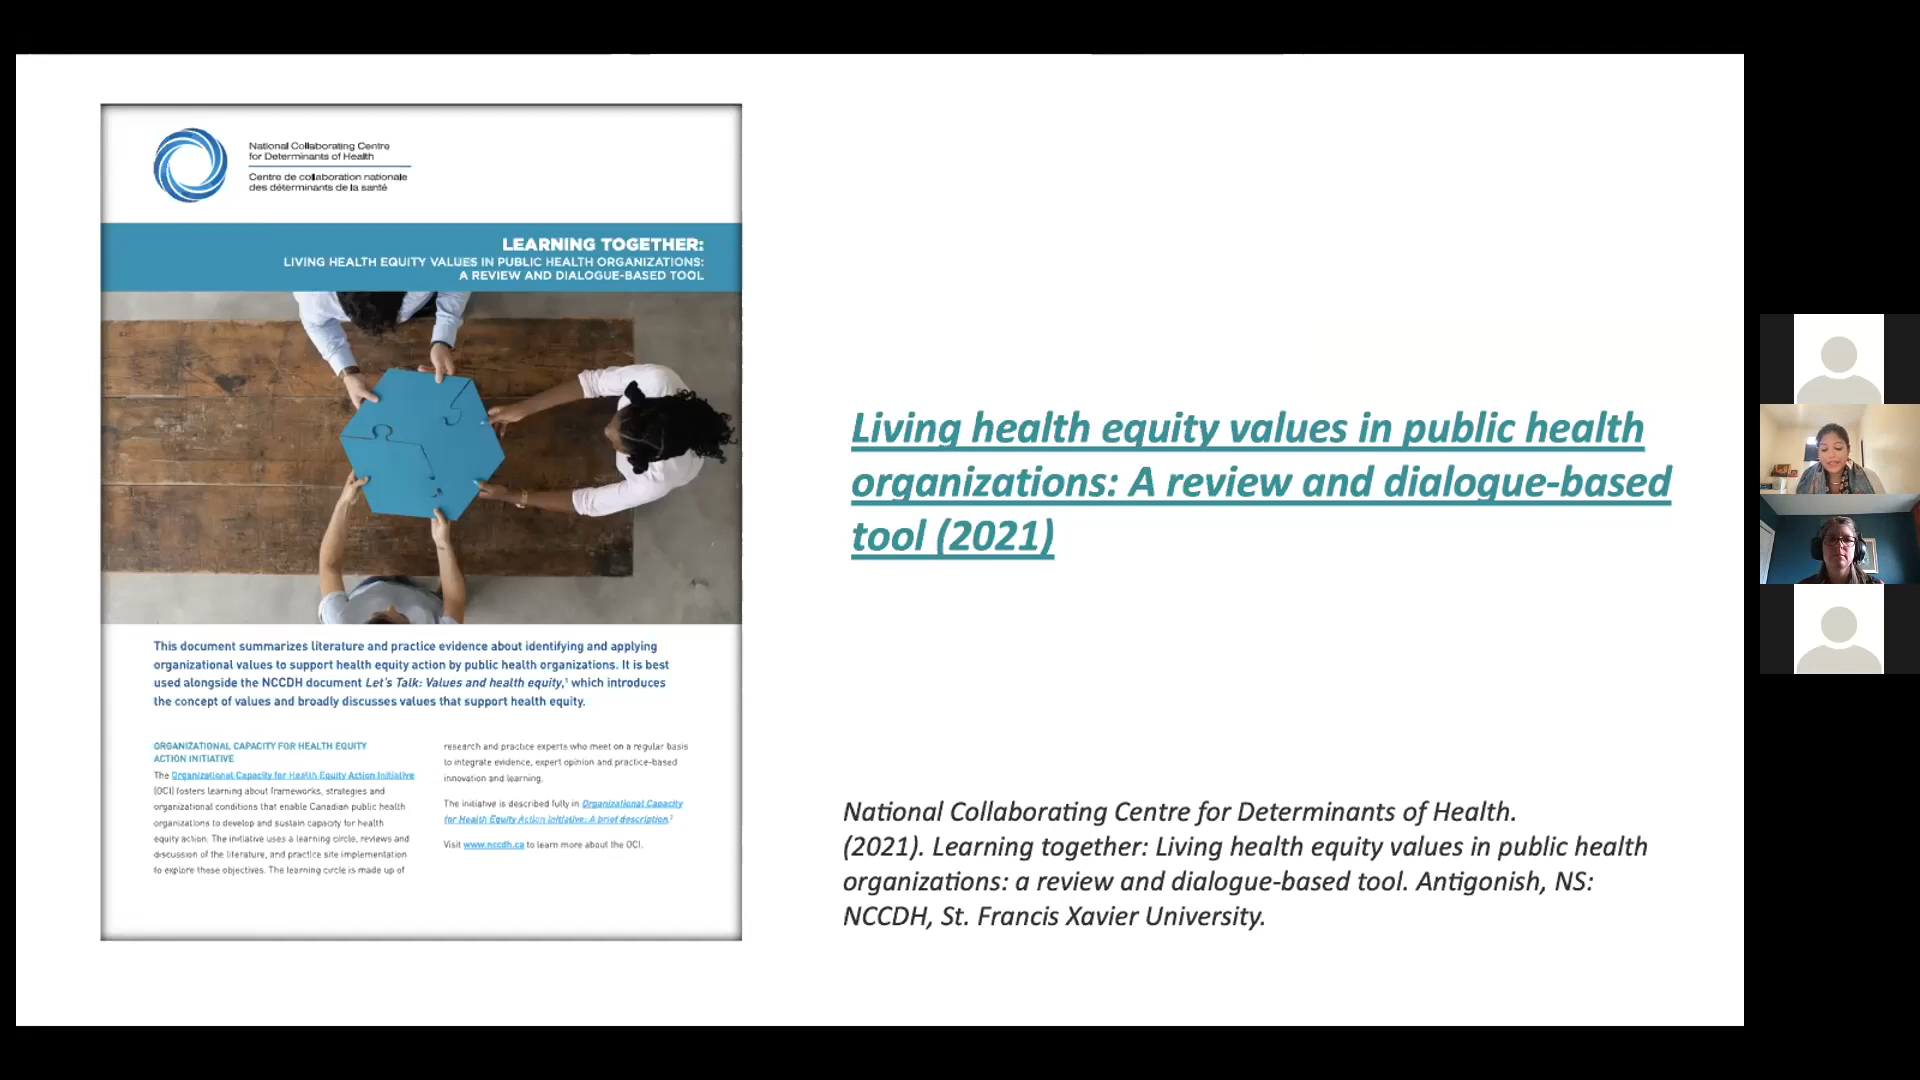 National Collaborating Centre
for Determinants of Health
Centre de collaboration nationale
des déterminants de la santé
LEARNING TOGETHER:
LIVING HEALTH EQUITY VALUES IN PUBLIC HEALTH ORGANIZATIONS:
A REVIEW AND DIALOGUE-BASED TOOL
This document summarizes literature and practice evidence about identifying and applying
organizational values to support health equity action by public health organizations. It is best
used alongside the NCCDH document Let's Talk: Values and health equity,¹ which introduces
the concept of values and broadly discusses values that support health equity.
ORGANIZATIONAL CAPACITY FOR HEALTH EQUITY
ACTION INITIATIVE
The Organizational Capacity for Health Equity Action Initiative
(OCI) fosters learning about frameworks, strategies and
organizational conditions that enable Canadian public health
organizations to develop and sustain capacity for health
equity action. The initiative uses a learning circle, reviews and
discussion of the literature, and practice site implementation
to explore these objectives. The learning circle is made up of
research and practice experts who meet on a regular basis
to integrate evidence, expert opinion and practice-based
innovation and learning.
The initiative is described fully in Organizational Capacity
for Health Equity Action Initiative: A brief description.²
Visit www.nccdh.ca to learn more about the OCI.
Living health equity values in public health
organizations: A review and dialogue-based
tool (2021)
National Collaborating Centre for Determinants of Health.
(2021). Learning together: Living health equity values in public health
organizations: a review and dialogue-based tool. Antigonish, NS:
NCCDH, St. Francis Xavier University.